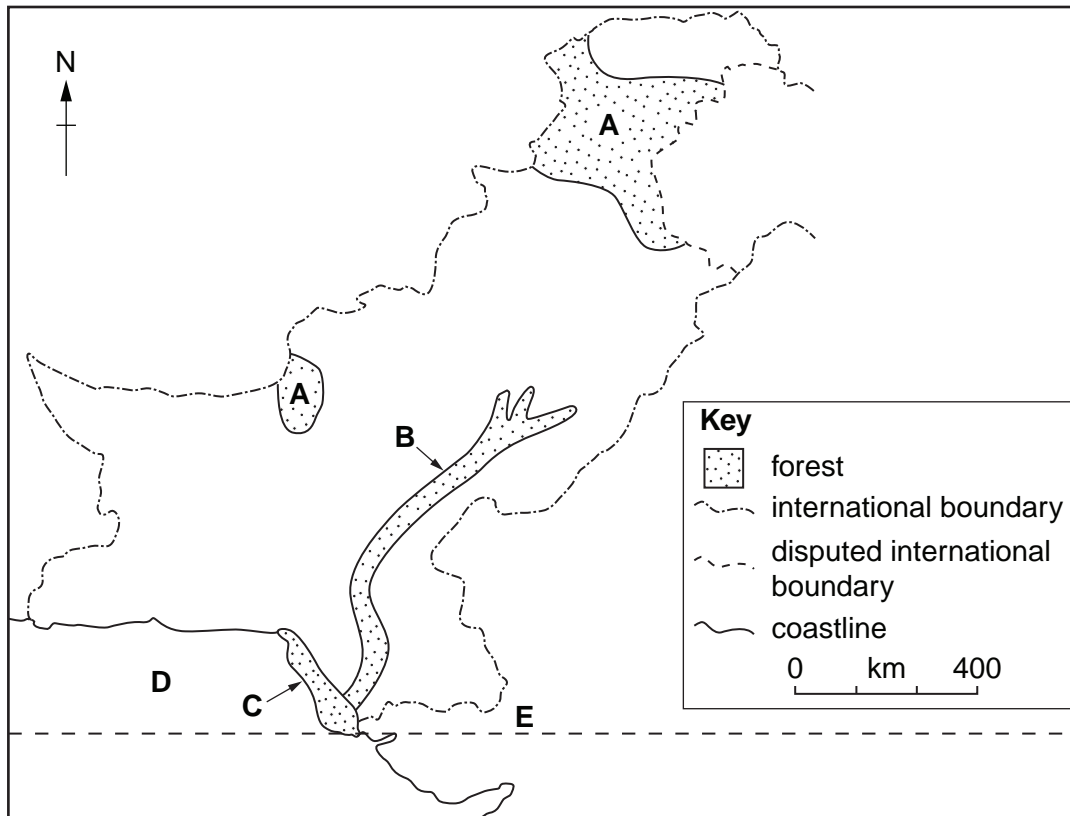 N
A
A
B
C
D
E
Key
forest
international boundary
disputed international
boundary
coastline
0 km 400